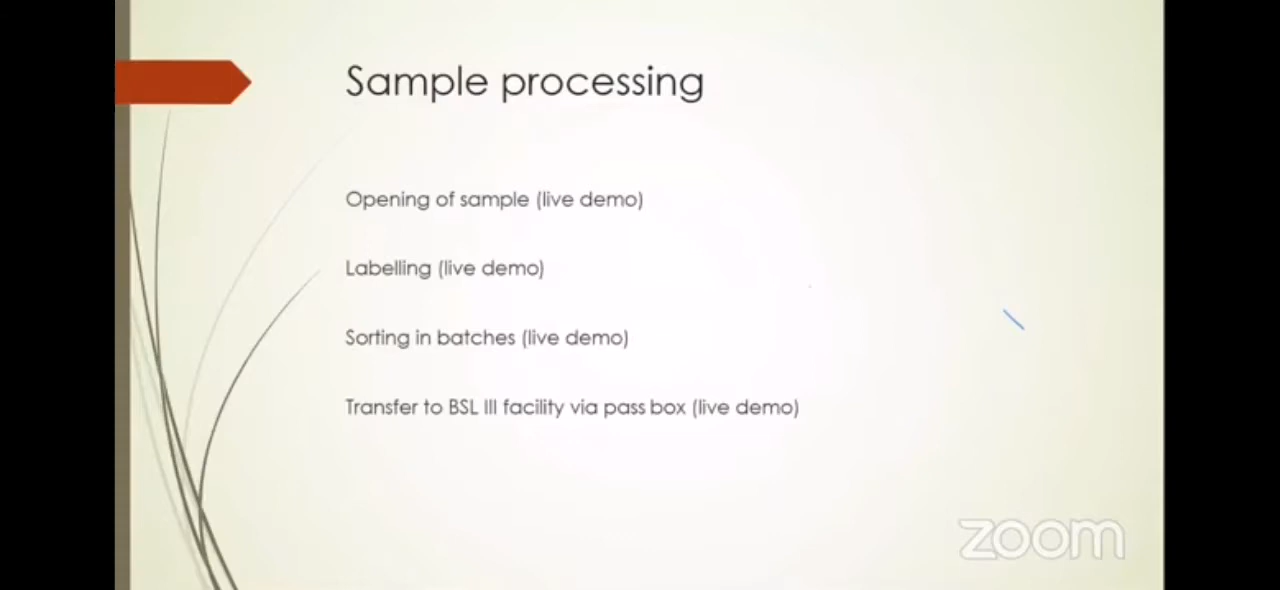 Sample processing
Opening of sample (live demo)
Labelling (live demo)
Sorting in batches (live demo)
Transfer to BSL III facility via pass box (live demo)
zoom